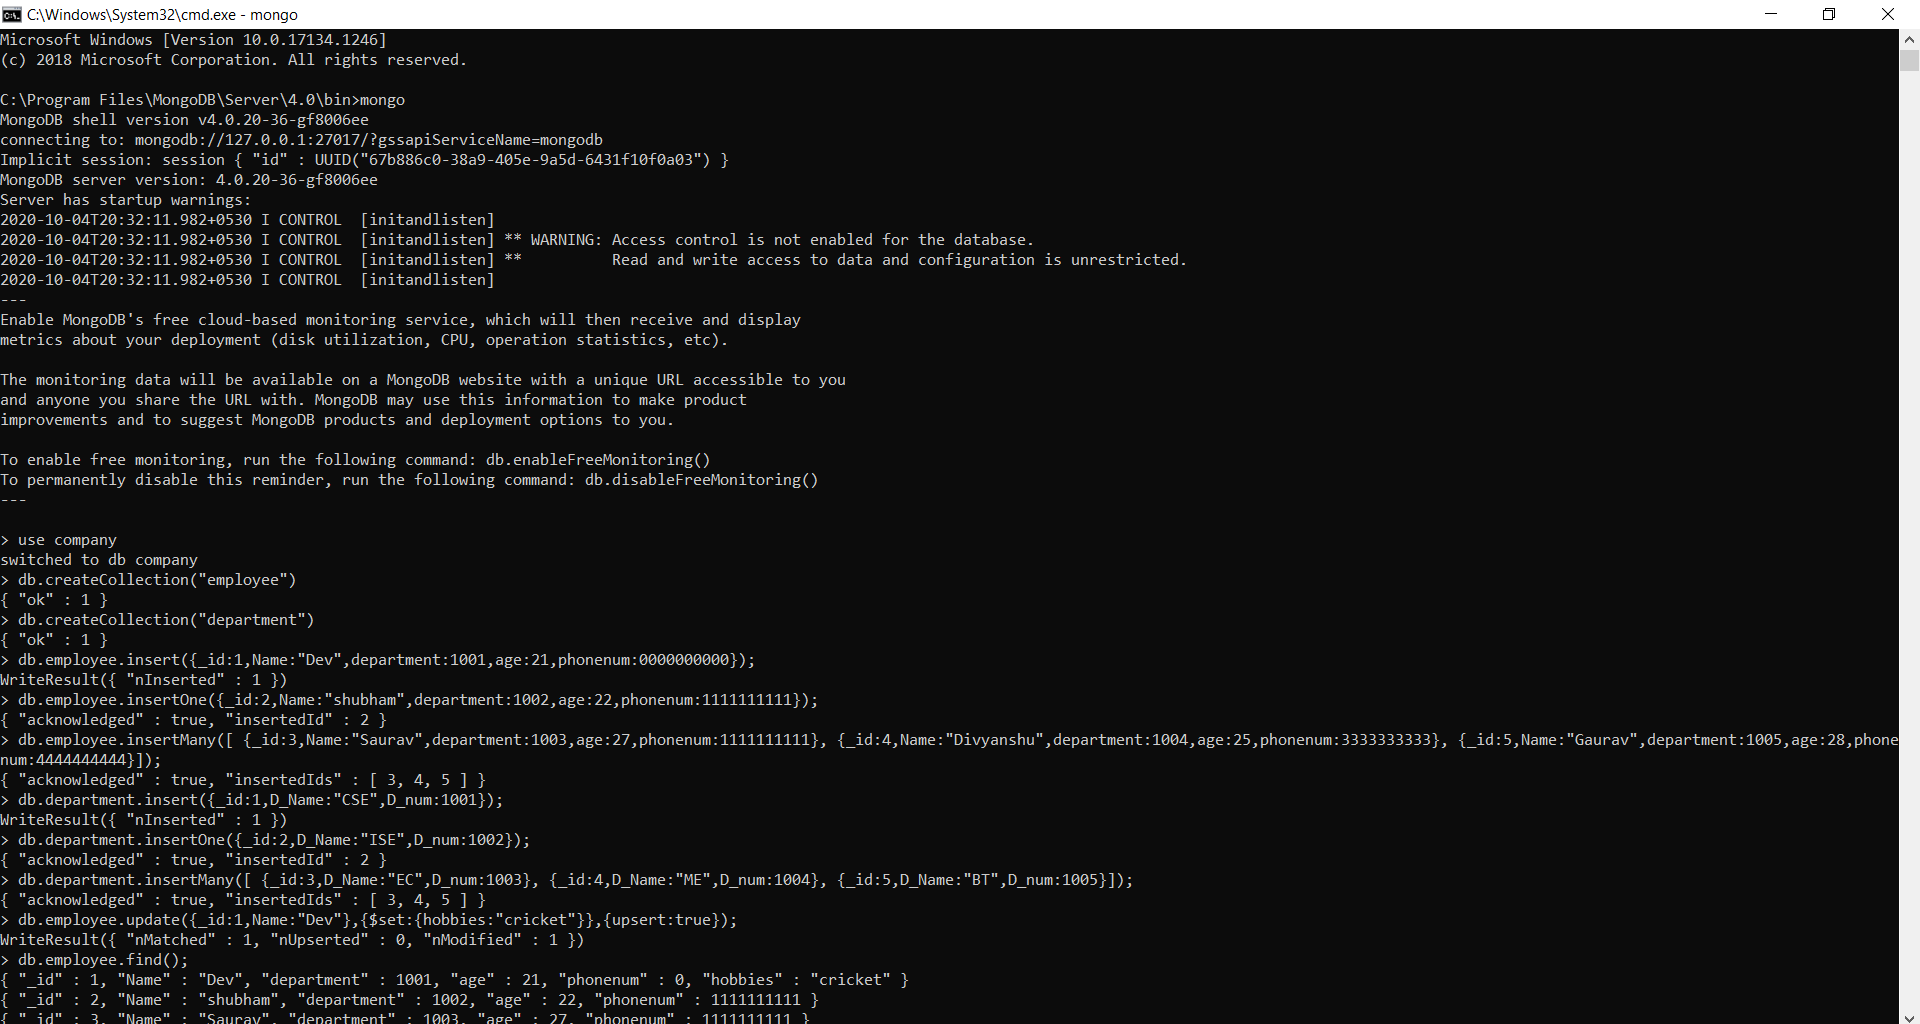 C:\Windows\System32\cmd.exe - mongo
Microsoft Windows [Version 10.0.17134.1246]
(c) 2018 Microsoft Corporation. All rights reserved.
C:\Program Files\MongoDB\Server\4.0\bin>mongo
MongoDB shell version v4.0.20-36-gf8006ee
connecting to: mongodb://127.0.0.1:27017/?gssapiServiceName=mongodb
Implicit session: session { "id" : UUID("67b886c0-38a9-405e-9a5d-6431f10f0a03") }
MongoDB server version: 4.0.20-36-gf8006ee
Server has startup warnings:
2020-10-04T20:32:11.982+0530 I CONTROL  [initandlisten]
2020-10-04T20:32:11.982+0530 I CONTROL  [initandlisten] ** WARNING: Access control is not enabled for the database.
2020-10-04T20:32:11.982+0530 I CONTROL  [initandlisten] **          Read and write access to data and configuration is unrestricted.
2020-10-04T20:32:11.982+0530 I CONTROL  [initandlisten]
---
Enable MongoDB's free cloud-based monitoring service, which will then receive and display
metrics about your deployment (disk utilization, CPU, operation statistics, etc).
The monitoring data will be available on a MongoDB website with a unique URL accessible to you
and anyone you share the URL with. MongoDB may use this information to make product
improvements and to suggest MongoDB products and deployment options to you.
To enable free monitoring, run the following command: db.enableFreeMonitoring()
To permanently disable this reminder, run the following command: db.disableFreeMonitoring()
---
> use company
switched to db company
> db.createCollection("employee")
{ "ok" : 1 }
> db.createCollection("department")
{ "ok" : 1 }
> db.employee.insert({_id:1,Name:"Dev",department:1001,age:21,phonenum:0000000000});
WriteResult({ "nInserted" : 1 })
> db.employee.insertOne({_id:2,Name:"shubham",department:1002,age:22,phonenum:1111111111});
{ "acknowledged" : true, "insertedId" : 2 }
> db.employee.insertMany([ {_id:3,Name:"Saurav",department:1003,age:27,phonenum:1111111111}, {_id:4,Name:"Divyanshu",department:1004,age:25,phonenum:3333333333}, {_id:5,Name:"Gaurav",department:1005,age:28,phone
num:4444444444}]);
{ "acknowledged" : true, "insertedIds" : [ 3, 4, 5 ] }
> db.department.insert({_id:1,D_Name:"CSE",D_num:1001});
WriteResult({ "nInserted" : 1 })
> db.department.insertOne({_id:2,D_Name:"ISE",D_num:1002});
{ "acknowledged" : true, "insertedId" : 2 }
> db.department.insertMany([ {_id:3,D_Name:"EC",D_num:1003}, {_id:4,D_Name:"ME",D_num:1004}, {_id:5,D_Name:"BT",D_num:1005}]);
{ "acknowledged" : true, "insertedIds" : [ 3, 4, 5 ] }
> db.employee.update({_id:1,Name:"Dev"},{$set:{hobbies:"cricket"}},{upsert:true});
WriteResult({ "nMatched" : 1, "nUpserted" : 0, "nModified" : 1 })
> db.employee.find();
{ "_id" : 1, "Name" : "Dev", "department" : 1001, "age" : 21, "phonenum" : 0, "hobbies" : "cricket" }
{ "_id" : 2, "Name" : "shubham", "department" : 1002, "age" : 22, "phonenum" : 1111111111 }
{ "_id" : 3, "Name" : "Saurav", "department" : 1003, "age" : 27, "phonenum" : 1111111111 }